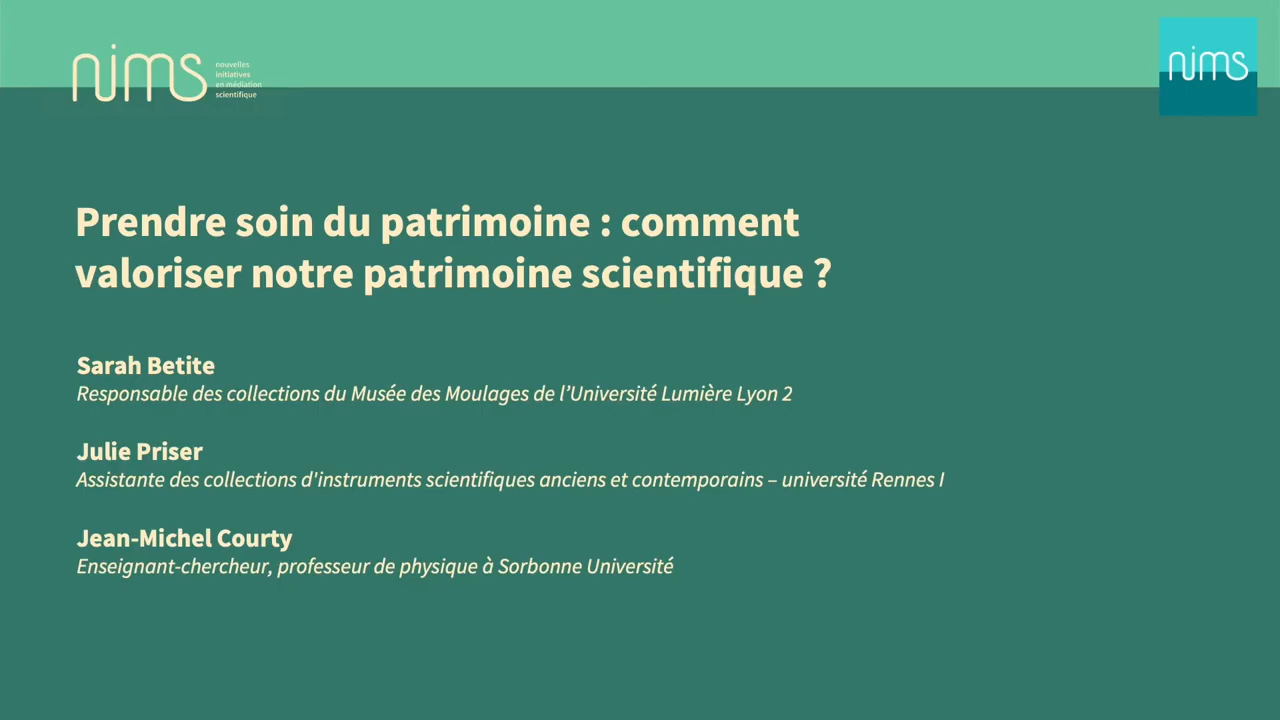 nims
nouvelles
initiatives
en médiation
scientifique
nims
Prendre soin du patrimoine : comment
valoriser notre patrimoine scientifique ?
Sarah Betite
Responsable des collections du Musée des Moulages de l’Université Lumière Lyon 2
Julie Priser
Assistante des collections d'instruments scientifiques anciens et contemporains – université Rennes I
Jean-Michel Courty
Enseignant-chercheur, professeur de physique à Sorbonne Université